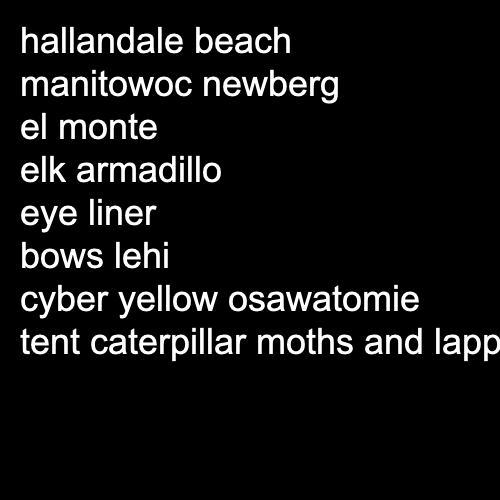 hallandale beach
manitowoc newberg
el monte
elk armadillo
eye liner
bows lehi
cyber yellow osawatomie
tent caterpillar moths and lapp